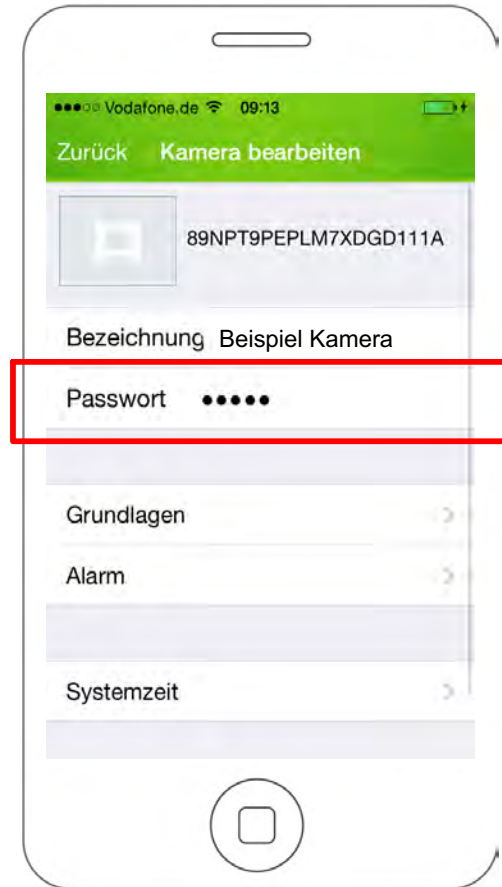 Vodafone.de 09:13
Zurück Kamera bearbeiten
89NPT9PEPLM7XDGD111A
Bezeichnung Beispiel Kamera
Passwort •••••
Grundlagen
Alarm
Systemzeit